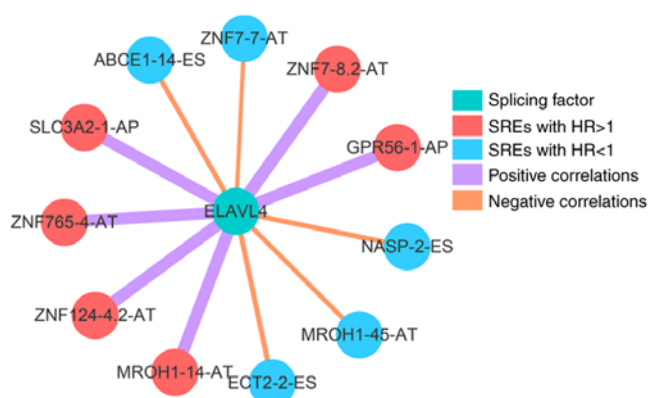 ZNF7-7-AT
ABCE1-14-ES
ZNF7-8.2-AT
SLC3A2-1-AP
GPR56-1-AP
ELAVL4
ZNF765-4-AT
NASP-2-ES
ZNF124-4.2-AT
MROH1-45-AT
MROH1-14-AT
ECT2-2-ES
Splicing factor
SREs with HR>1
SREs with HR<1
Positive correlations
Negative correlations